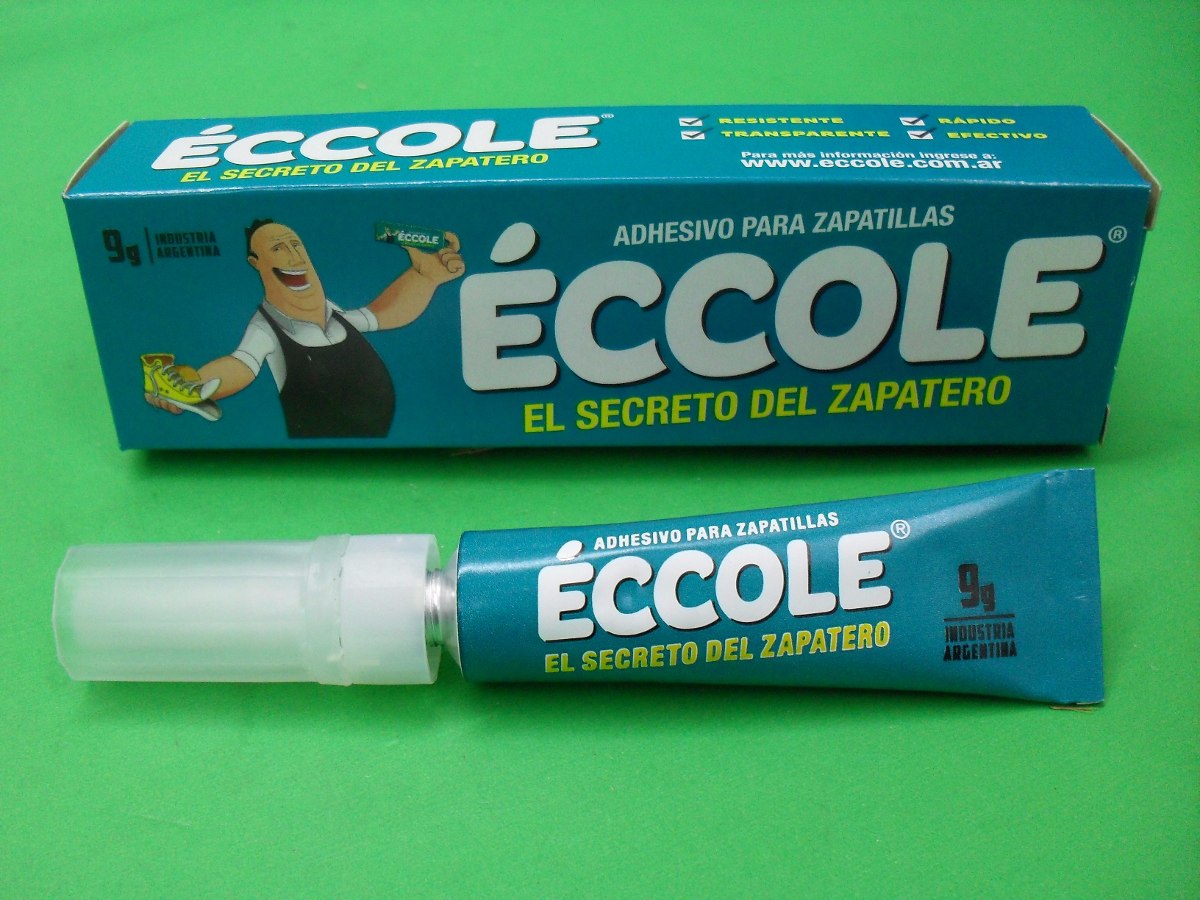 ÉCCOLE®
EL SECRETO DEL ZAPATERO
RESISTENTE
RÁPIDO
TRANSPARENTE
EFECTIVO
Para más información ingrese a:
www.eccole.com.ar
9g
INDUSTRIA
ARGENTINA
ÉCCOLE
ADHESIVO PARA ZAPATILLAS
ÉCCOLE®
EL SECRETO DEL ZAPATERO
ADHESIVO PARA ZAPATILLAS
ÉCCOLE®
EL SECRETO DEL ZAPATERO
9g
INDUSTRIA
ARGENTINA